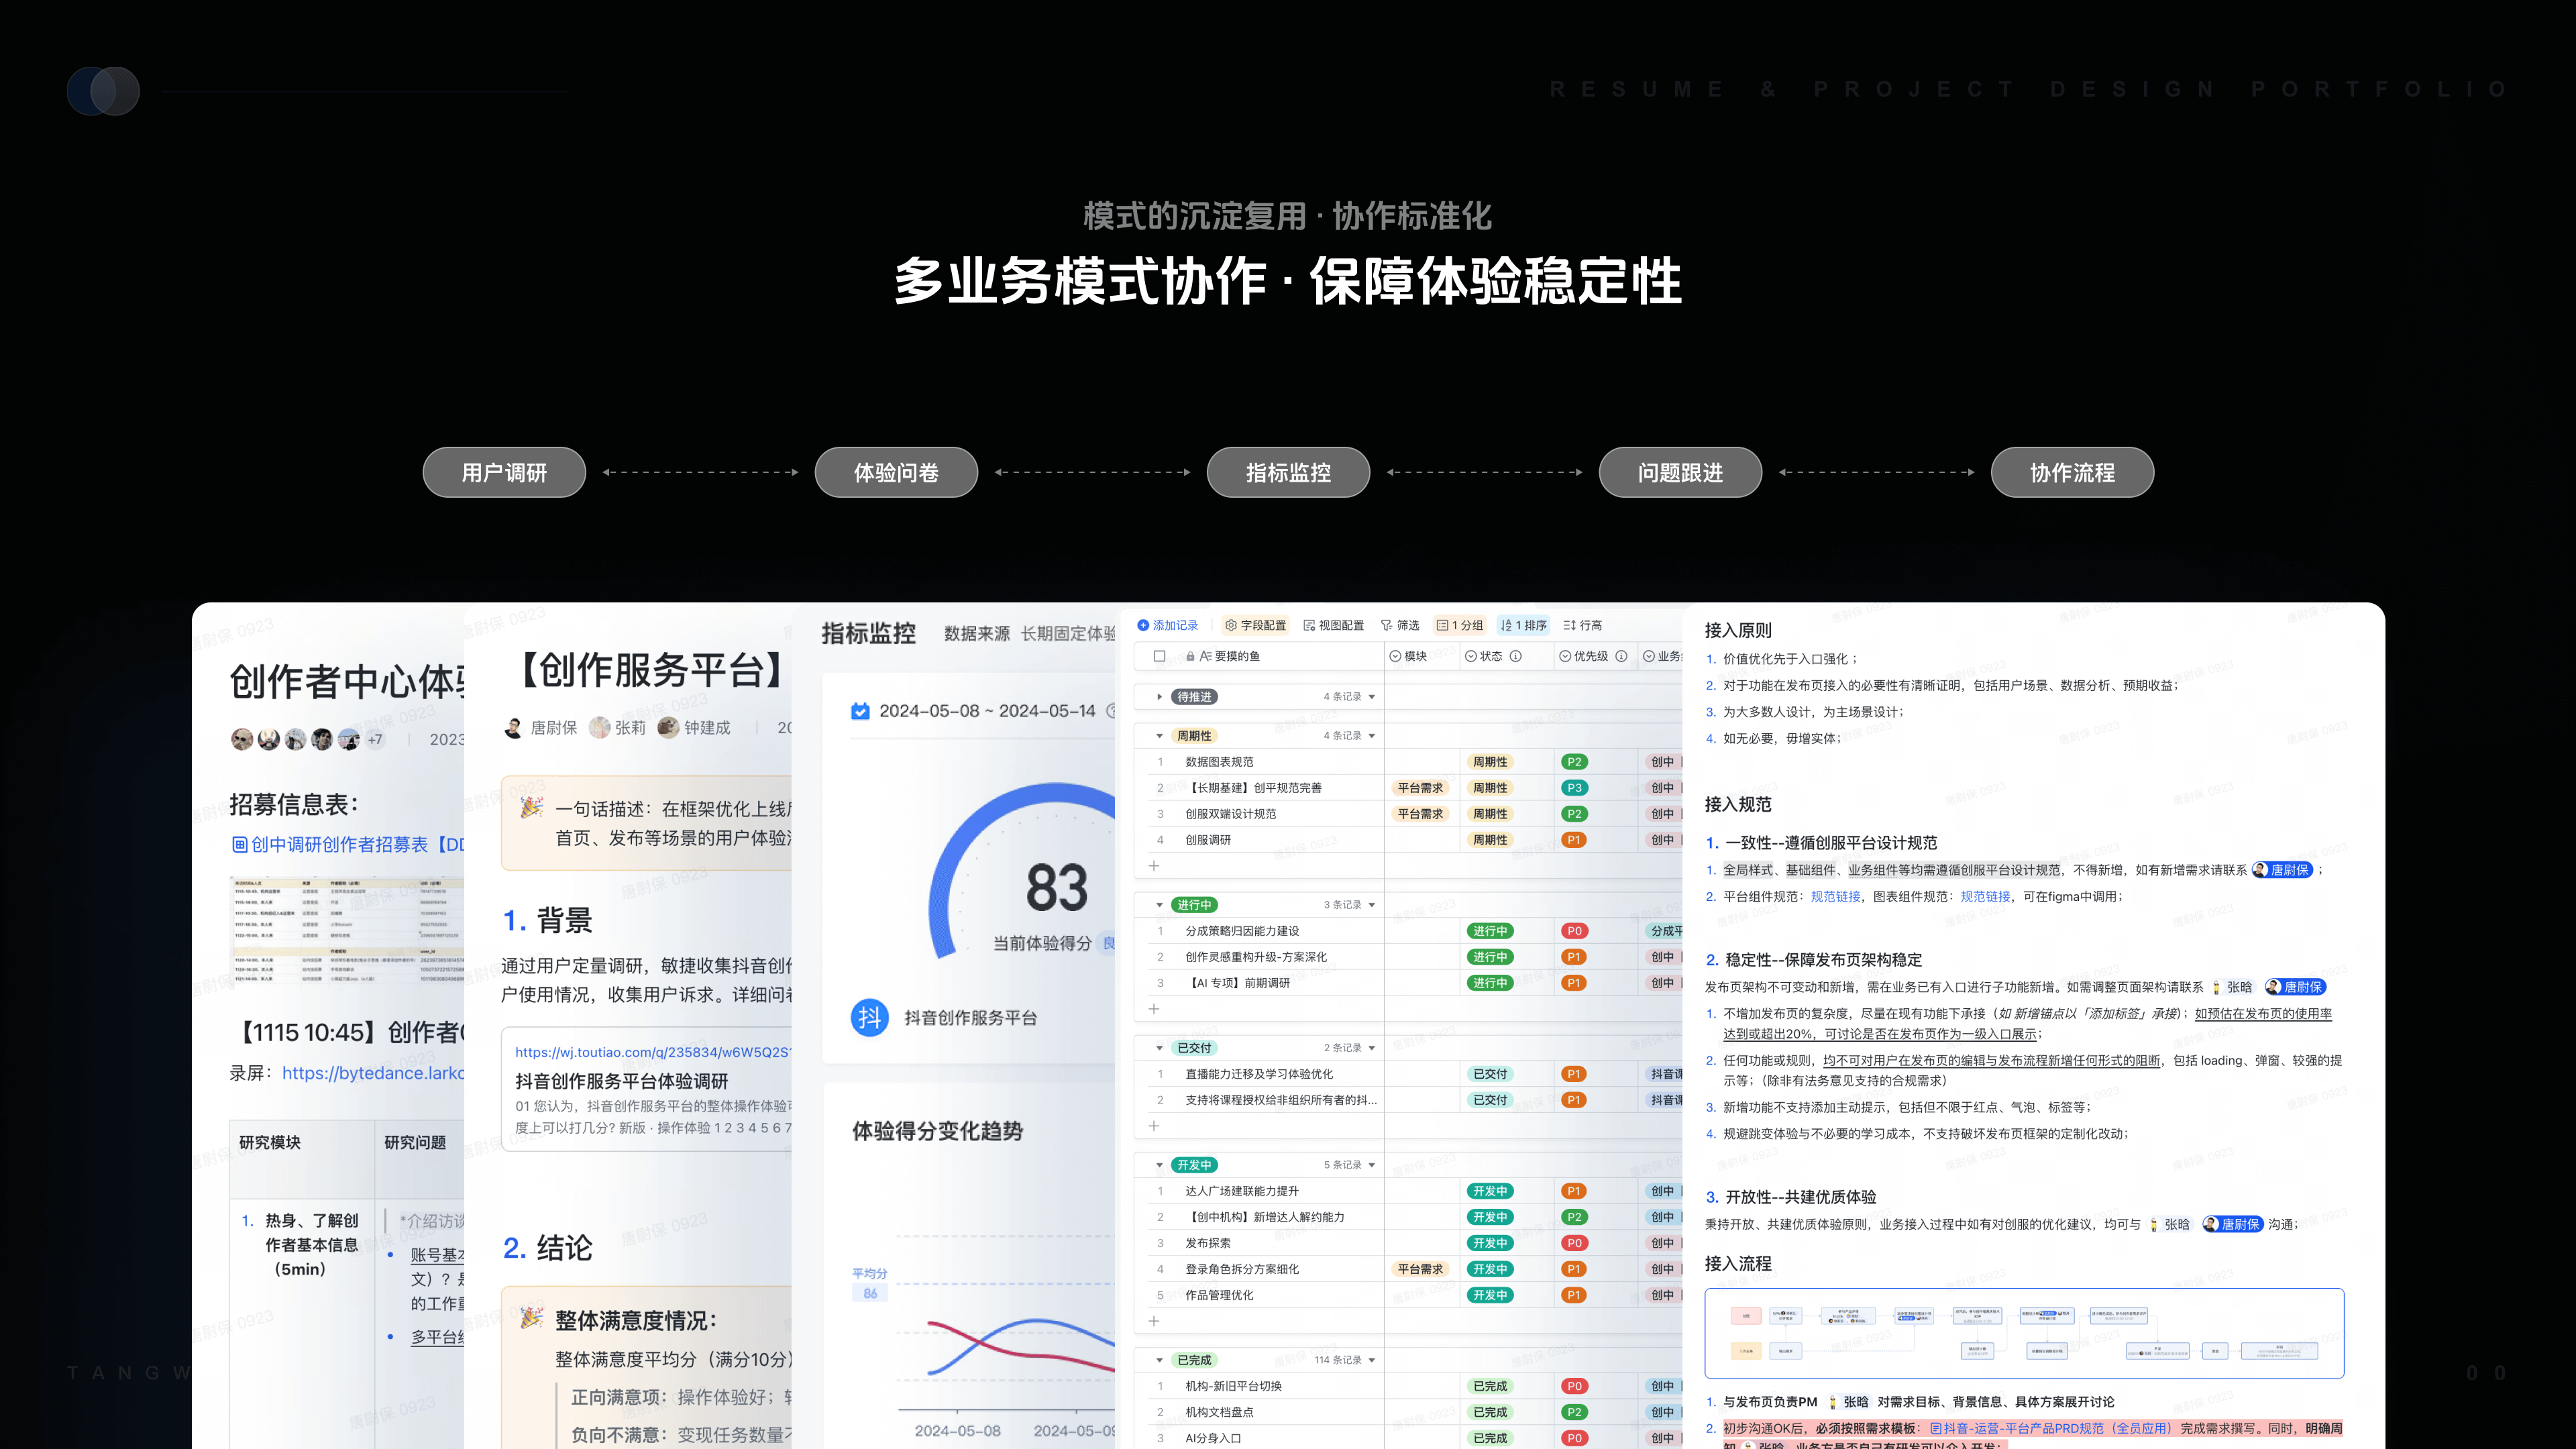 RESUME & PROJECT DESIGN PORTFOLIO
模式的沉淀复用 · 协作标准化
多业务模式协作 · 保障体验稳定性
用户调研
体验问卷
指标监控
问题跟进
协作流程
创作者中心体
+7
2023
招募信息表：
创中调研创作者招募表【DD
【1115 10:45】创作者
录屏：https://bytedance.larko
研究模块
研究问题
1. 热身、了解创
作者基本信息
（5min）
*介绍访谈
账号基本
文）？是
的工作重
多平台经
【创作服务平台】
唐尉保 张莉 钟建成
一句话描述：在框架优化上线后
首页、发布等场景的用户体验
1. 背景
通过用户定量调研，敏捷收集抖音创作
户使用情况，收集用户诉求。详细问卷
https://wj.toutiao.com/q/235834/w6W5Q2S
抖音创作服务平台体验调研
01 您认为，抖音创作服务平台的整体操作体验
度上可以打几分? 新版 · 操作体验 1 2 3 4 5 6 7
2. 结论
整体满意度情况：
整体满意度平均分（满分10分）
正向满意项：操作体验好；
负向不满意：变现任务数量
指标监控 数据来源 长期固定体验
2024-05-08 ~ 2024-05-14
83
当前体验得分 良
抖 抖音创作服务平台
体验得分变化趋势
平均分
86
2024-05-08 2024-05-09
添加记录 字段配置 视图配置 筛选 1 分组 1 排序 行高
要摸的鱼 模块 状态 优先级 业务
待推进 4 条记录
周期性 4 条记录
1 数据图表规范 周期性 P2 创中
2 【长期基建】创平规范完善 平台需求 周期性 P3 创中
3 创服双端设计规范 平台需求 周期性 P2 创中
4 创服调研 周期性 P1 创中
进行中 3 条记录
1 分成策略归因能力建设 进行中 P0 分成平
2 创作灵感重构升级-方案深化 进行中 P1 创中
3 【AI 专项】前期调研 进行中 P1 创中
已交付 2 条记录
1 直播能力迁移及学习体验优化 已交付 P1 抖音课
2 支持将课程授权给非组织所有者的抖... 已交付 P1 抖音课
开发中 5 条记录
1 达人广场建联能力提升 开发中 P1 创中
2 【创中机构】新增达人解约能力 开发中 P2 创中
3 发布探索 开发中 P0 创中
4 登录角色拆分方案细化 平台需求 开发中 P1 创中
5 作品管理优化 开发中 P1 创中
已完成 114 条记录
1 机构-新旧平台切换 已完成 P0 创中
2 机构文档盘点 已完成 P2 创中
3 AI分身入口 已完成 P0 创中
接入原则
1. 价值优化先于入口强化；
2. 对于功能在发布页接入的必要性有清晰证明，包括用户场景、数据分析、预期收益；
3. 为大多数人设计，为主场景设计；
4. 如无必要，毋增实体；
接入规范
1. 一致性--遵循创服平台设计规范
1. 全局样式、基础组件、业务组件等均需遵循创服平台设计规范，不得新增，如有新增需求请联系 唐尉保 ；
2. 平台组件规范：规范链接，图表组件规范：规范链接，可在figma中调用；
2. 稳定性--保障发布页架构稳定
发布页架构不可变动和新增，需在业务已有入口进行子功能新增。如需调整页面架构请联系 张晗 唐尉保
1. 不增加发布页的复杂度，尽量在现有功能下承接（如 新增锚点以「添加标签」承接）；如预估在发布页的使用率
达到或超出20%，可讨论是否在发布页作为一级入口展示；
2. 任何功能或规则，均不可对用户在发布页的编辑与发布流程新增任何形式的阻断，包括 loading、弹窗、较强的提
示等；（除非有法务意见支持的合规需求）
3. 新增功能不支持添加主动提示，包括但不限于红点、气泡、标签等；
4. 规避跳变体验与不必要的学习成本，不支持破坏发布页框架的定制化改动；
3. 开放性--共建优质体验
秉持开放、共建优质体验原则，业务接入过程中如有对创服的优化建议，均可与 张晗 唐尉保 沟通；
接入流程
1. 与发布页负责PM 张晗 对需求目标、背景信息、具体方案展开讨论
2. 初步沟通OK后，必须按照需求模板：抖音-运营-平台产品PRD规范（全员应用） 完成需求撰写。同时，明确周
知 张晗 业务方是否自己有研发可以介入开发；
TANGW
00